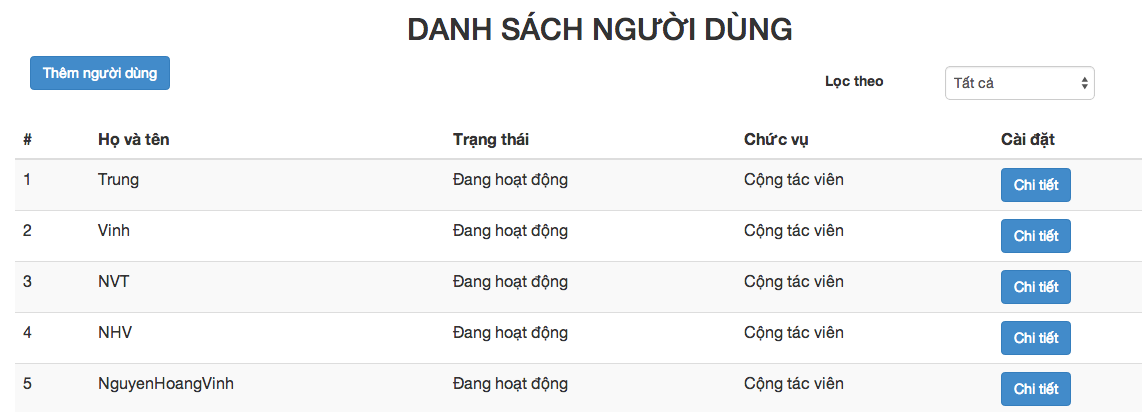 DANH SÁCH NGƯỜI DÙNG
Thêm người dùng
Lọc theo Tất cả
# Họ và tên Trạng thái Chức vụ Cài đặt
1 Trung Đang hoạt động Cộng tác viên Chi tiết
2 Vinh Đang hoạt động Cộng tác viên Chi tiết
3 NVT Đang hoạt động Cộng tác viên Chi tiết
4 NHV Đang hoạt động Cộng tác viên Chi tiết
5 NguyenHoangVinh Đang hoạt động Cộng tác viên Chi tiết